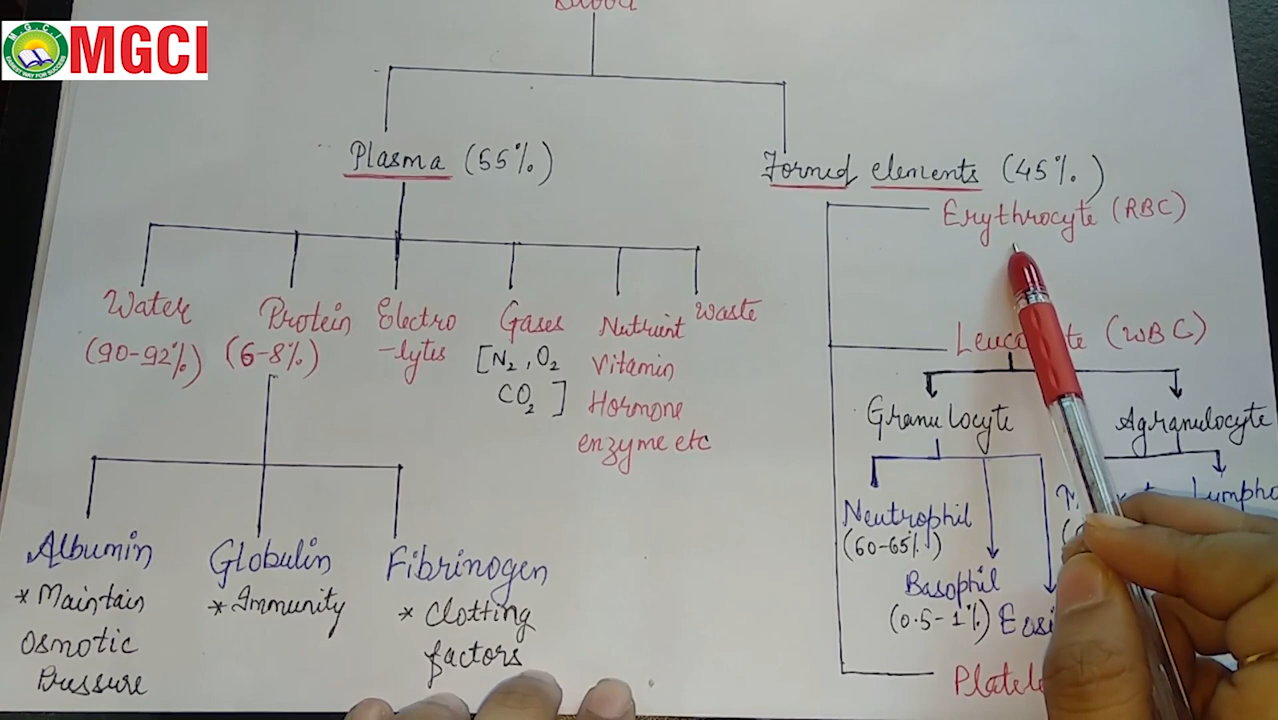 M.G.C.I
MGCI
Blood
Plasma (55%)
Formed elements (45%)
Erythrocyte (RBC)
Water
(90-92%)
Protein
(6-8%)
Electro
-lytes
Gases
[N₂, O₂
CO₂]
Nutrient
Vitamin
Hormone
enzyme etc
Waste
(WBC)
Granulocyte
Agranulocyte
Neutrophil
(60-65%)
Basophil
(0.5-1%)
Albumin
* Maintain
Osmotic
Pressure
Globulin
* Immunity
Fibrinogen
* Clotting
factors